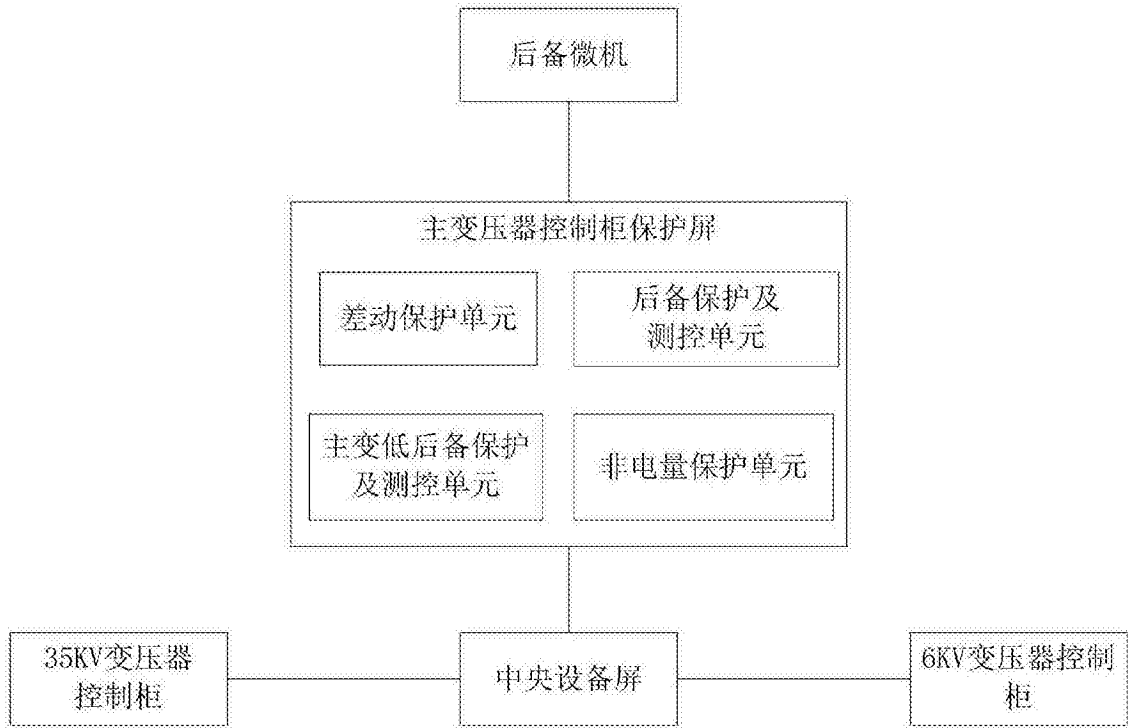 后备微机
主变压器控制柜保护屏
差动保护单元
后备保护及
测控单元
主变低后备保护
及测控单元
非电量保护单元
35KV变压器
控制柜
中央设备屏
6KV变压器控制
柜